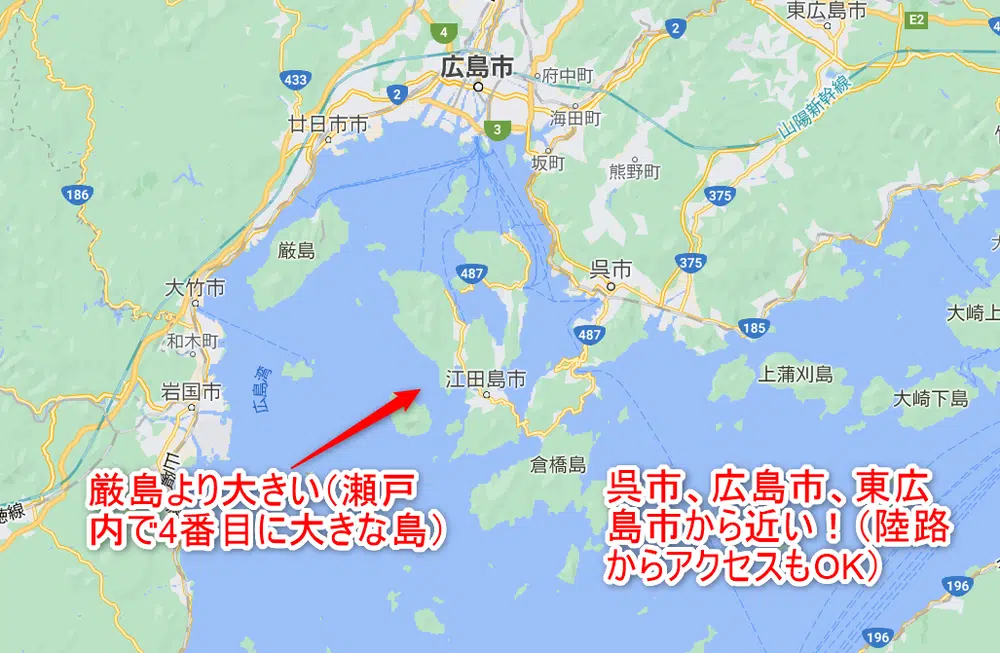 東広島市
E2
4
2
4
広島市
433
府中町
2
海田町
山陽新幹線
廿日市市
3
坂町
熊野町
186
375
厳島
487
呉市
375
大竹市
大崎上
和木町
487
185
江田島市
上蒲刈島
岩国市
広島湾
大崎下島
倉橋島
厳島より大きい（瀬戸
内で4番目に大きな島）
呉市、広島市、東広
島市から近い！（陸路
からアクセスもOK）
徳線
196
196